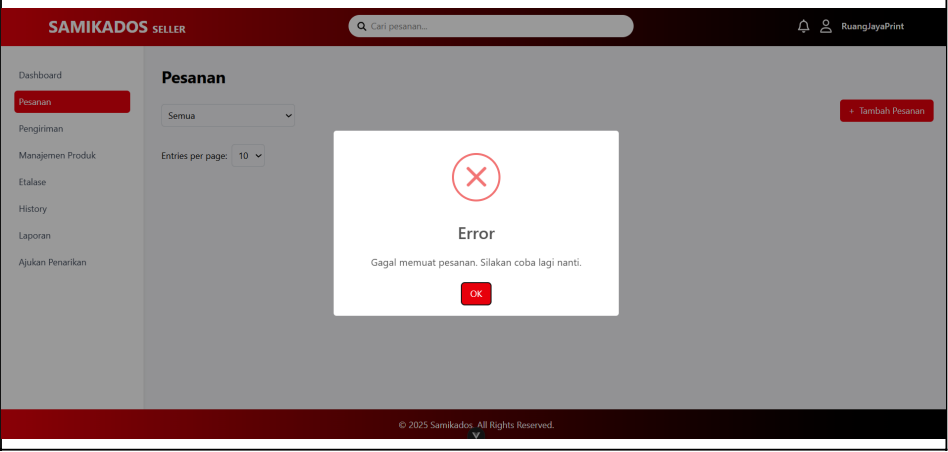 SAMIKADOS SELLER
Cari pesanan...
RuangJayaPrint
Dashboard
Pesanan
Pengiriman
Manajemen Produk
Etalase
History
Laporan
Ajukan Penarikan
Pesanan
Semua
+ Tambah Pesanan
Entries per page: 10
Error
Gagal memuat pesanan. Silakan coba lagi nanti.
OK
© 2025 Samikados. All Rights Reserved.